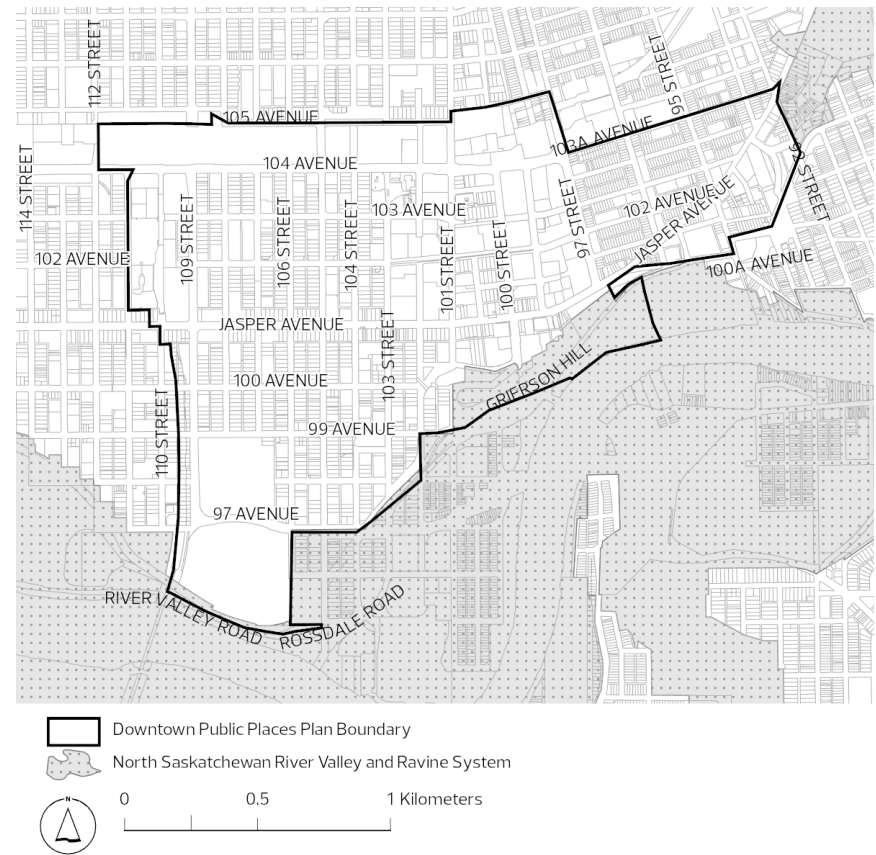 112 STREET
105 AVENUE
95 STREET
103A AVENUE
104 AVENUE
92 STREET
114 STREET
109 STREET
106 STREET
104 STREET
103 AVENUE
97 STREET
102 AVENUE
JASPER AVENUE
102 AVENUE
101 STREET
100 STREET
100A AVENUE
JASPER AVENUE
103 STREET
GRIERSON HILL
100 AVENUE
110 STREET
99 AVENUE
97 AVENUE
RIVER VALLEY ROAD
ROSSDALE ROAD
Downtown Public Places Plan Boundary
North Saskatchewan River Valley and Ravine System
N
0 0.5 1 Kilometers